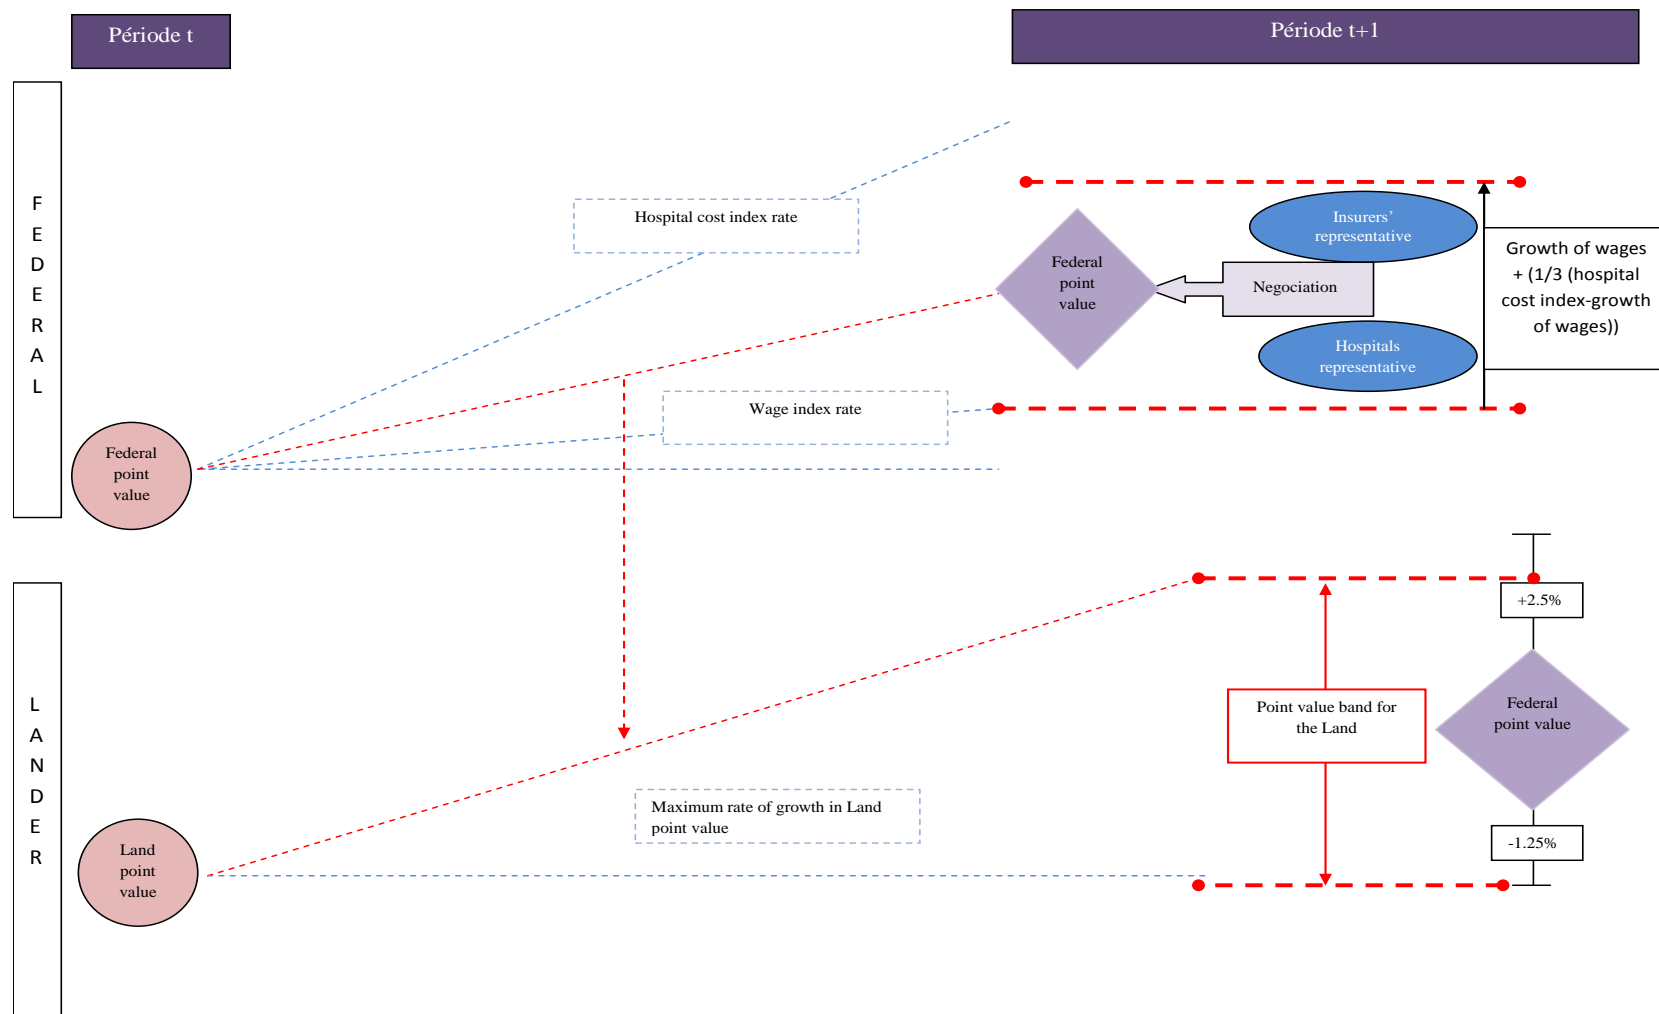 Période t
Période t+1
F
E
D
E
R
A
L
Hospital cost index rate
Insurers’
representative
Federal
point
value
Negociation
Growth of wages
+ (1/3 (hospital
cost index-growth
of wages))
Hospitals
representative
Wage index rate
Federal
point
value
L
A
N
D
E
R
+2.5%
Point value band for
the Land
Federal
point value
Maximum rate of growth in Land
point value
-1.25%
Land
point
value